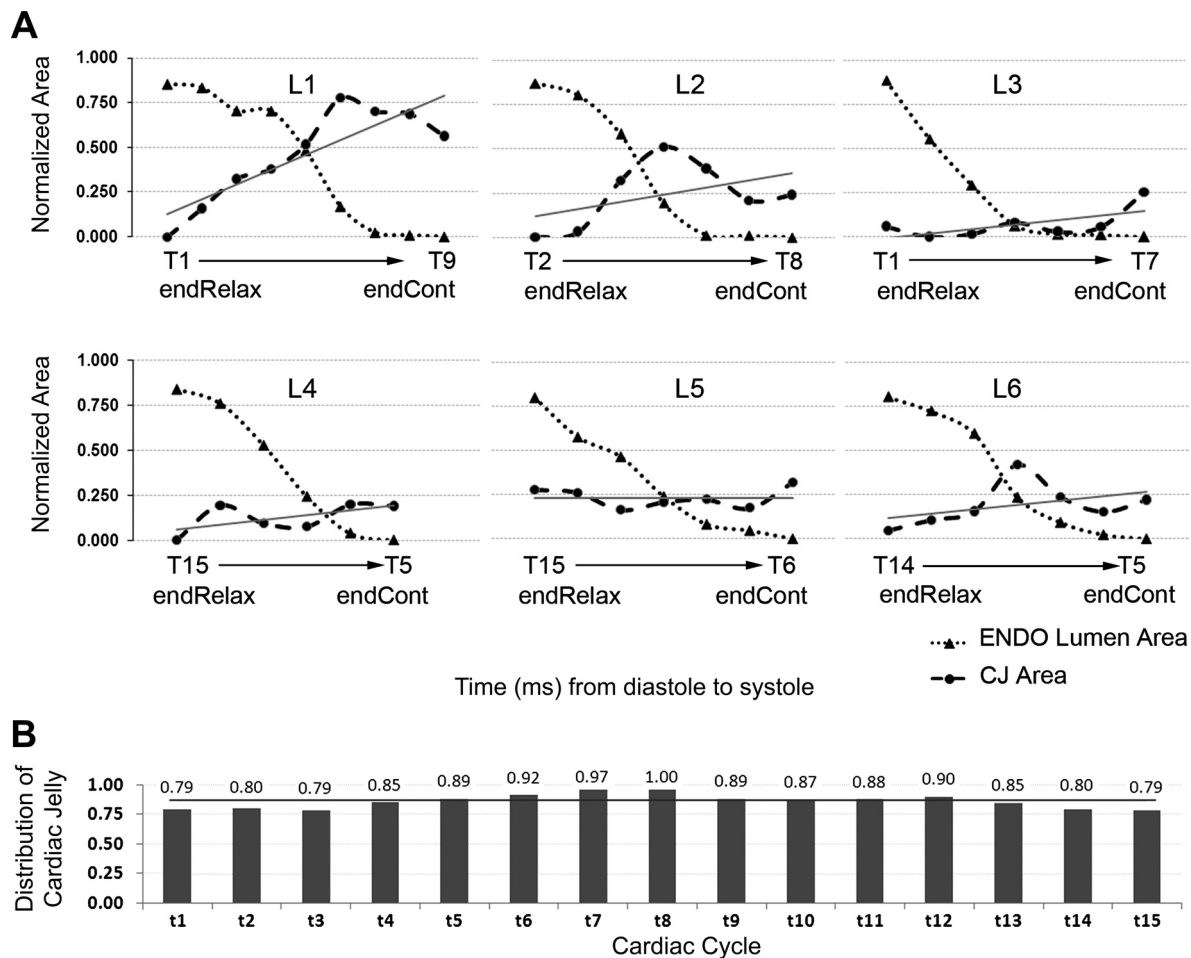 A
Normalized Area
1.000
0.750
0.500
0.250
0.000
L1
L2
L3
T1 T9
endRelax endCont
T2 T8
endRelax endCont
T1 T7
endRelax endCont
Normalized Area
1.000
0.750
0.500
0.250
0.000
L4
L5
L6
T15 T5
endRelax endCont
T15 T6
endRelax endCont
T14 T5
endRelax endCont
ENDO Lumen Area
CJ Area
Time (ms) from diastole to systole
B
Distribution of
Cardiac Jelly
1.00
0.75
0.50
0.25
0.00
0.79 0.80 0.79 0.85 0.89 0.92 0.97 1.00 0.89 0.87 0.88 0.90 0.85 0.80 0.79
t1 t2 t3 t4 t5 t6 t7 t8 t9 t10 t11 t12 t13 t14 t15
Cardiac Cycle